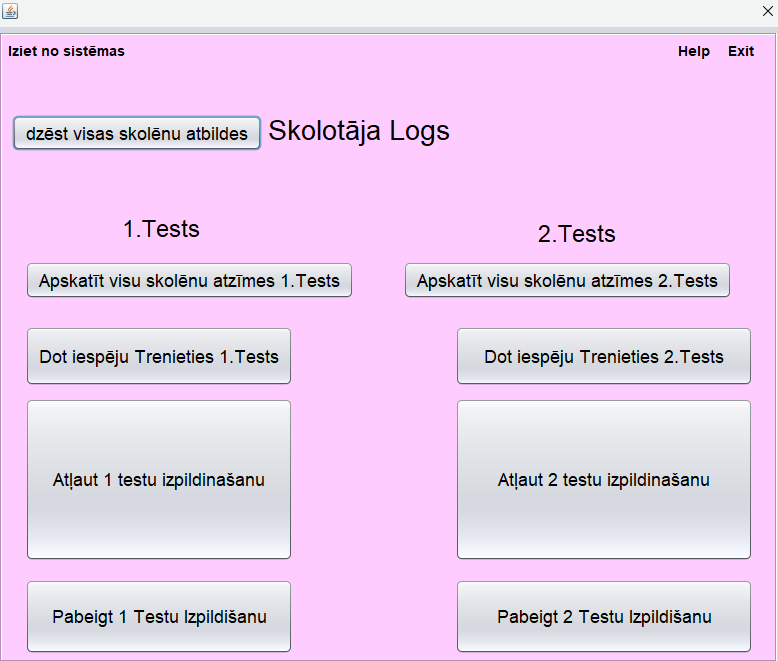 Iziet no sistēmas Help Exit
dzēst visas skolēnu atbildes Skolotāja Logs
1.Tests 2.Tests
Apskatīt visu skolēnu atzīmes 1.Tests Apskatīt visu skolēnu atzīmes 2.Tests
Dot iespēju Trenieties 1.Tests Dot iespēju Trenieties 2.Tests
Atļaut 1 testu izpildinašanu Atļaut 2 testu izpildinašanu
Pabeigt 1 Testu Izpildišanu Pabeigt 2 Testu Izpildišanu